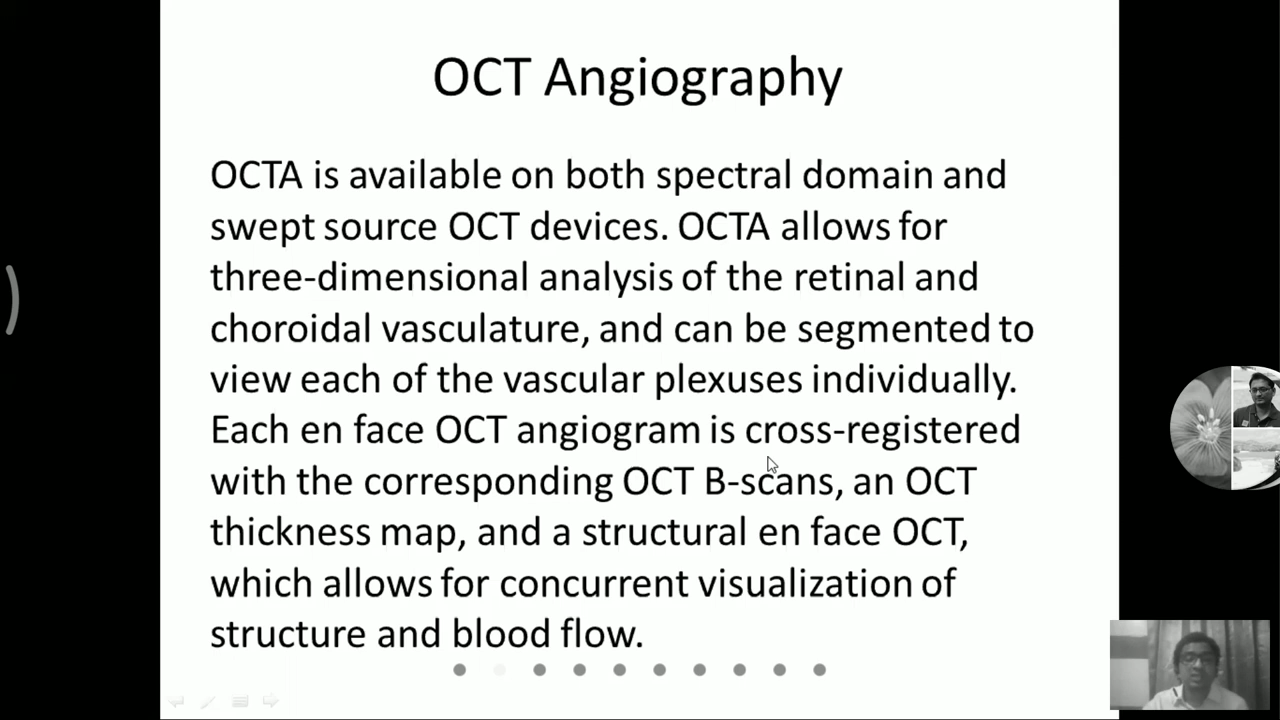 OCT Angiography
OCTA is available on both spectral domain and
swept source OCT devices. OCTA allows for
three-dimensional analysis of the retinal and
choroidal vasculature, and can be segmented to
view each of the vascular plexuses individually.
Each en face OCT angiogram is cross-registered
with the corresponding OCT B-scans, an OCT
thickness map, and a structural en face OCT,
which allows for concurrent visualization of
structure and blood flow.